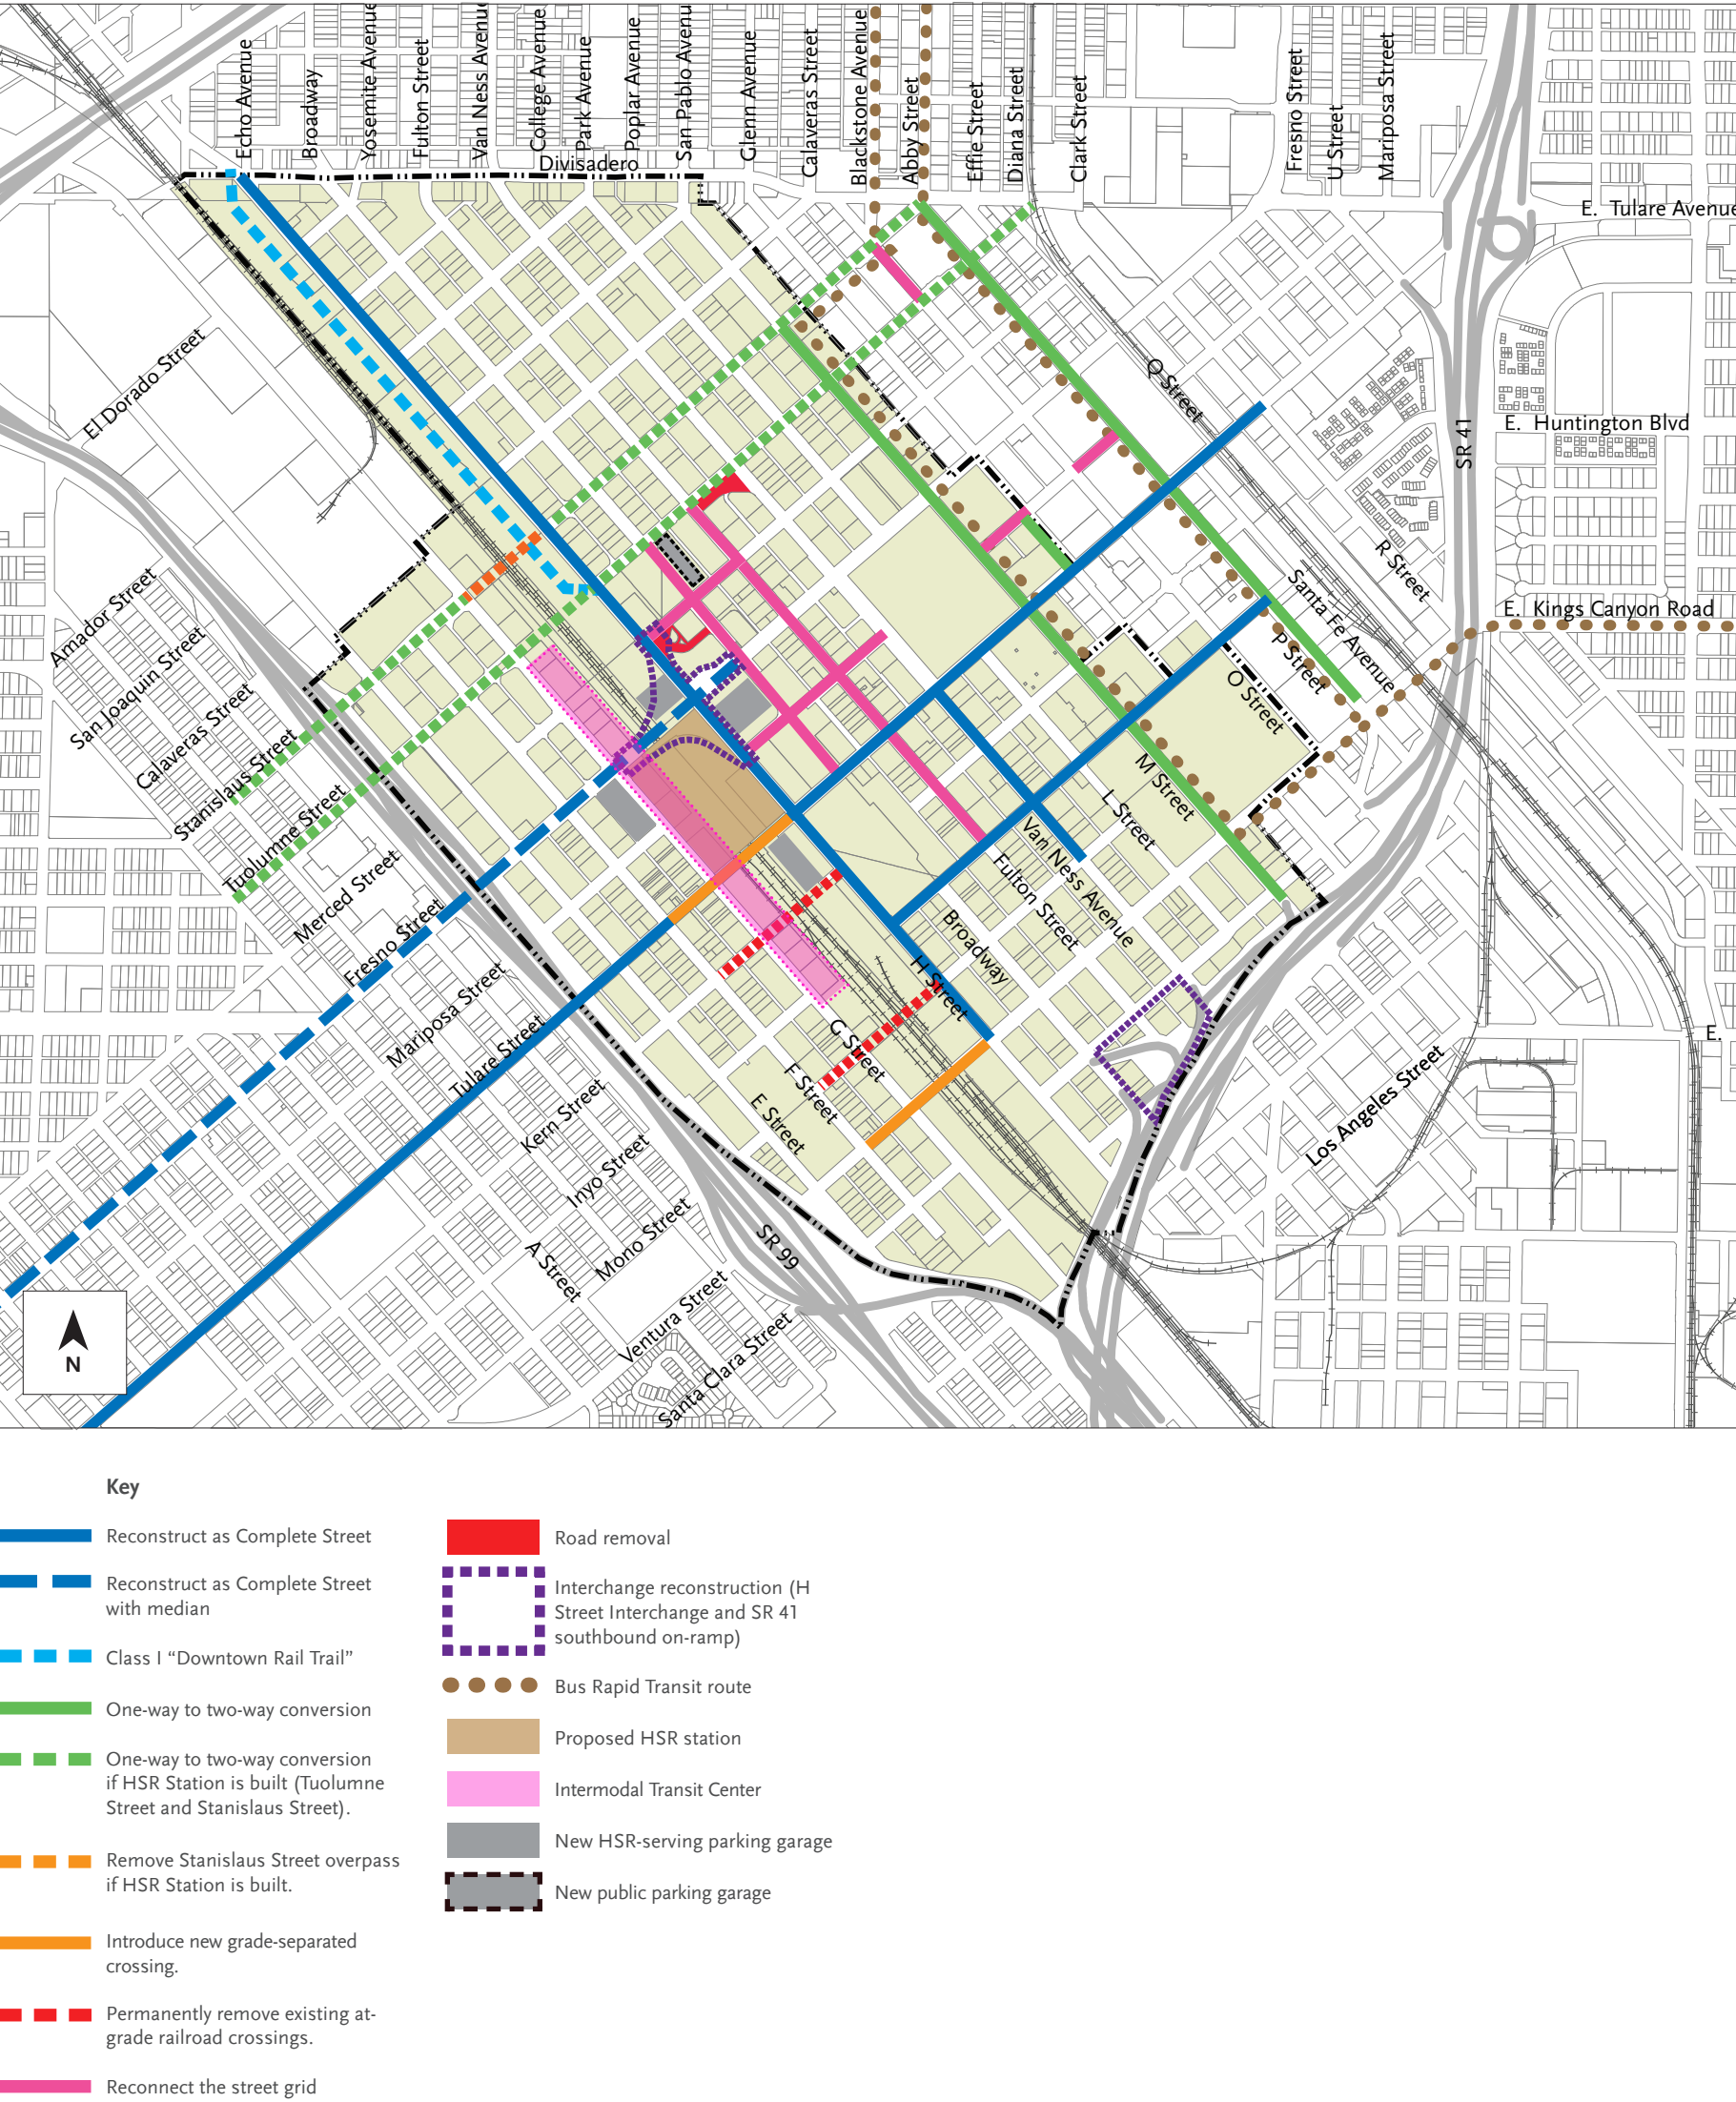 Echo Avenue
Broadway
Yosemite Avenue
Fulton Street
Van Ness Avenue
College Avenue
Park Avenue
Poplar Avenue
San Pablo Avenu
Glenn Avenue
Calaveras Street
Blackstone Avenue
Abby Street
Effie Street
Diana Street
Clark Street
Fresno Street
U Street
Mariposa Street
Divisadero
E. Tulare Avenue
El Dorado Street
Q Street
SR 41
E. Huntington Blvd
R Street
Santa Fe Avenue
E. Kings Canyon Road
P Street
O Street
Amador Street
San Joaquin Street
Calaveras Street
Stanislaus Street
Tuolumne Street
Merced Street
Fresno Street
Mariposa Street
Tulare Street
Kern Street
Inyo Street
Mono Street
Ventura Street
Santa Clara Street
M Street
L Street
Van Ness Avenue
Fulton Street
Broadway
H Street
G Street
F Street
E Street
A Street
SR 99
Los Angeles Street
E.
N
Key
Reconstruct as Complete Street
Reconstruct as Complete Street
with median
Class I “Downtown Rail Trail”
One-way to two-way conversion
One-way to two-way conversion
if HSR Station is built (Tuolumne
Street and Stanislaus Street).
Remove Stanislaus Street overpass
if HSR Station is built.
Introduce new grade-separated
crossing.
Permanently remove existing at-
grade railroad crossings.
Reconnect the street grid
Road removal
Interchange reconstruction (H
Street Interchange and SR 41
southbound on-ramp)
Bus Rapid Transit route
Proposed HSR station
Intermodal Transit Center
New HSR-serving parking garage
New public parking garage